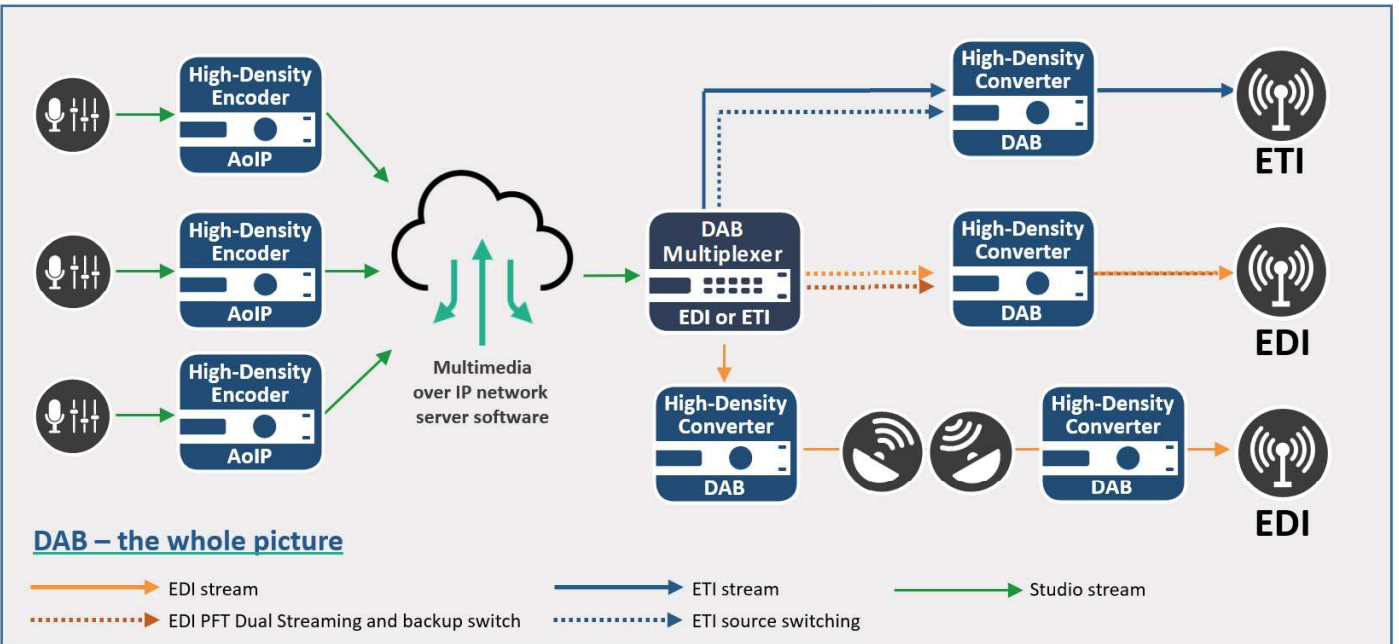 High-Density
Encoder
AoIP
High-Density
Encoder
AoIP
High-Density
Encoder
AoIP
Multimedia
over IP network
server software
DAB
Multiplexer
EDI or ETI
High-Density
Converter
DAB
ETI
High-Density
Converter
DAB
EDI
High-Density
Converter
DAB
High-Density
Converter
DAB
EDI
DAB – the whole picture
EDI stream
ETI stream
Studio stream
EDI PFT Dual Streaming and backup switch
ETI source switching